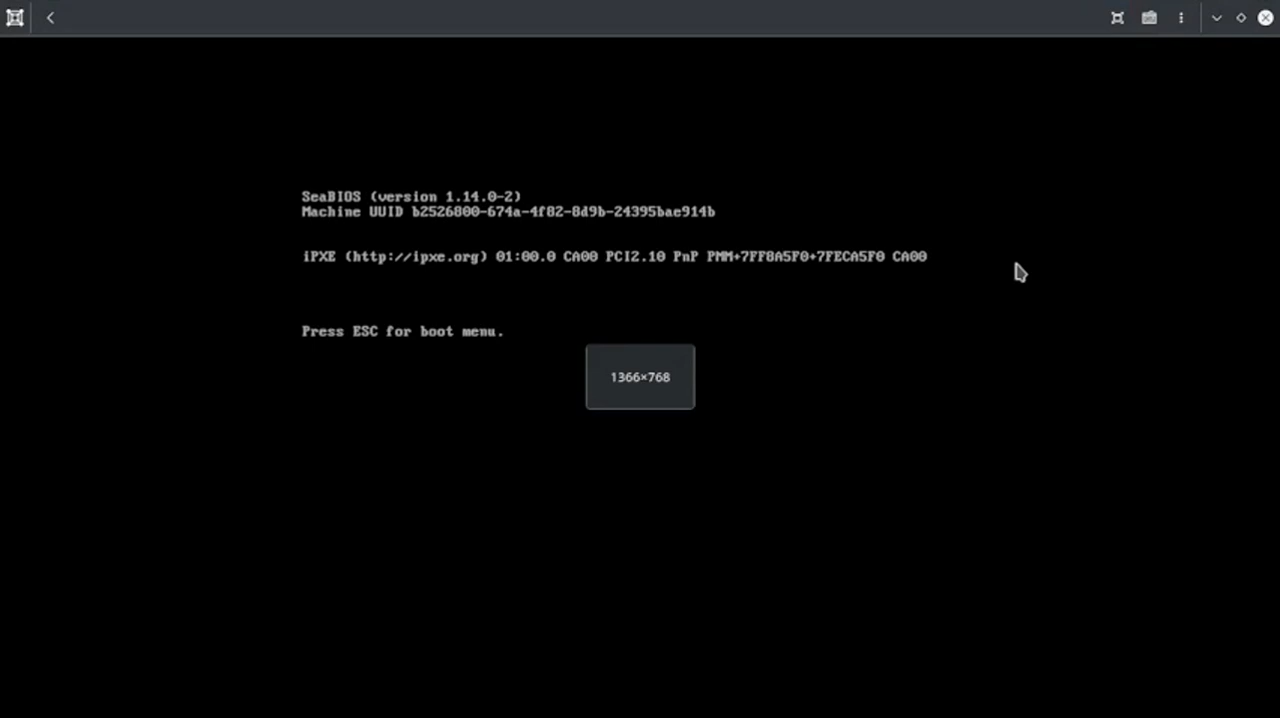 SeaBIOS (version 1.14.0-2)
Machine UUID b2526800-674a-4f82-8d9b-24395bae914b
iPXE (http://ipxe.org) 01:00.0 CA00 PCI2.10 PnP PMM+7FF8A5F0+7FECA5F0 CA00
Press ESC for boot menu.
1366×768